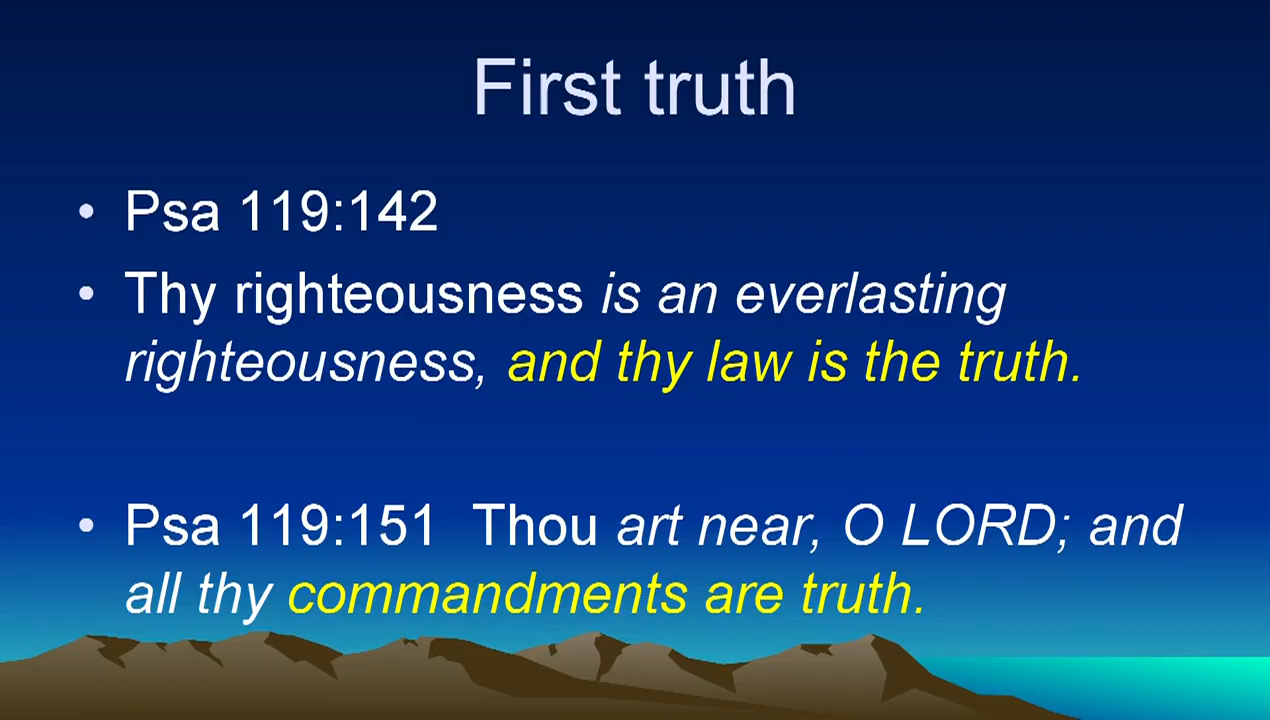 First truth
• Psa 119:142
• Thy righteousness is an everlasting
righteousness, and thy law is the truth.
• Psa 119:151  Thou art near, O LORD; and
all thy commandments are truth.